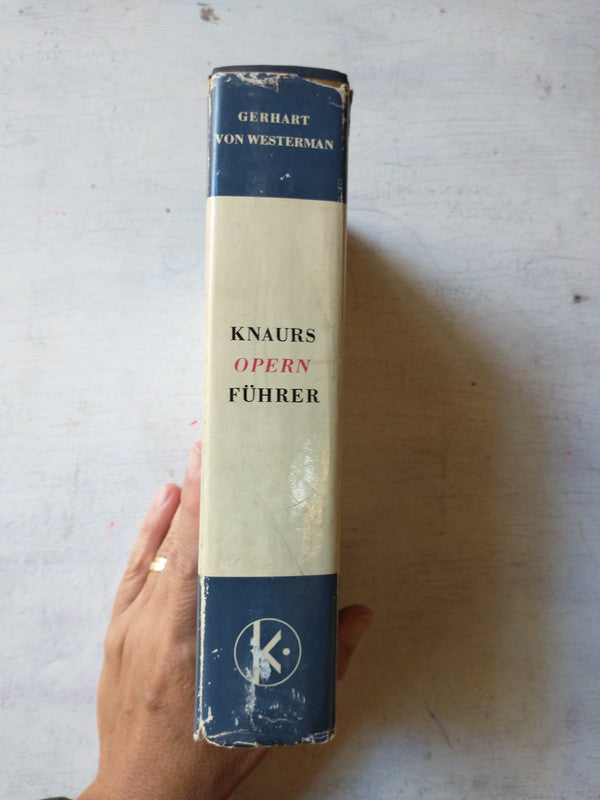 GERHART
VON WESTERMAN
KNAURS
OPERN
FÜHRER
K